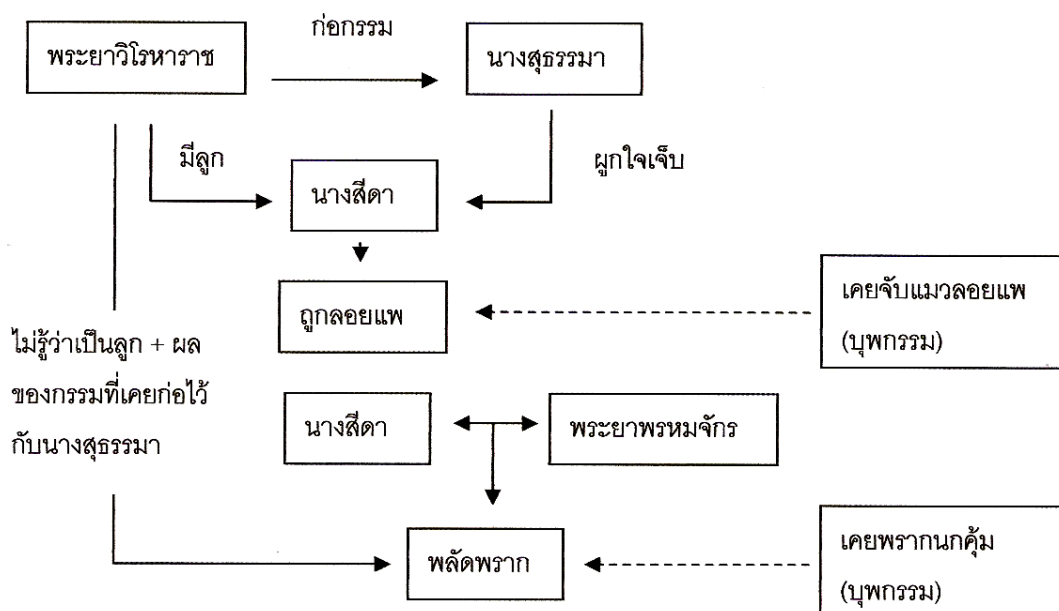 ก่อกรรม
พระยาวิโรหาราช
นางสุธรรมา
มีลูก
ผูกใจเจ็บ
นางสีดา
ถูกลอยแพ
เคยจับแมวลอยแพ
(บุพกรรม)
ไม่รู้ว่าเป็นลูก + ผล
ของกรรมที่เคยก่อไว้
กับนางสุธรรมา
นางสีดา
พระยาพรหมจักร
พลัดพราก
เคยพรากนกคุ้ม
(บุพกรรม)